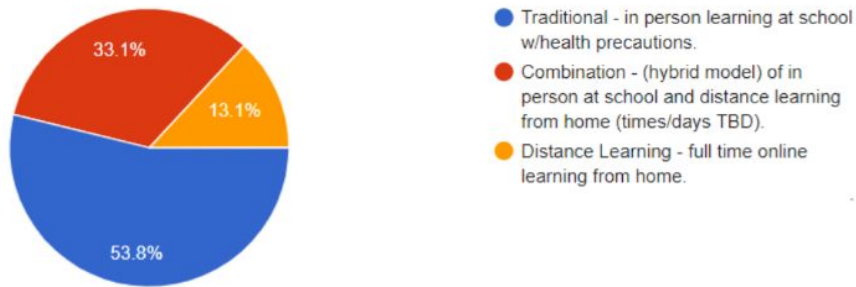 33.1%
13.1%
53.8%
Traditional - in person learning at school
w/health precautions.
Combination - (hybrid model) of in
person at school and distance learning
from home (times/days TBD).
Distance Learning - full time online
learning from home.